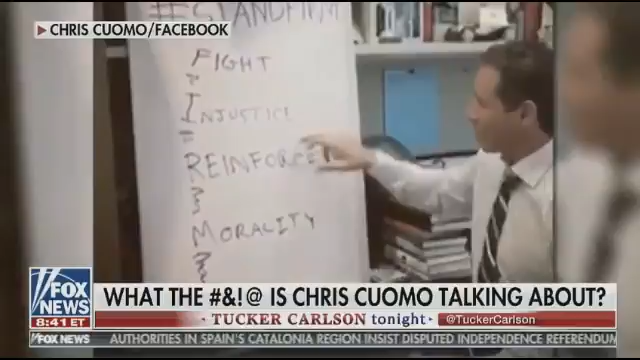 #STANDFIRM
CHRIS CUOMO/FACEBOOK
FIGHT
INJUSTICE
REINFORCE
MORALITY
FOX
NEWS
8:41 ET
WHAT THE #&!@ IS CHRIS CUOMO TALKING ABOUT?
TUCKER CARLSON tonight
@TuckerCarlson
FOX NEWS AUTHORITIES IN SPAIN'S CATALONIA REGION INSIST DISPUTED INDEPENDENCE REFERENDUM